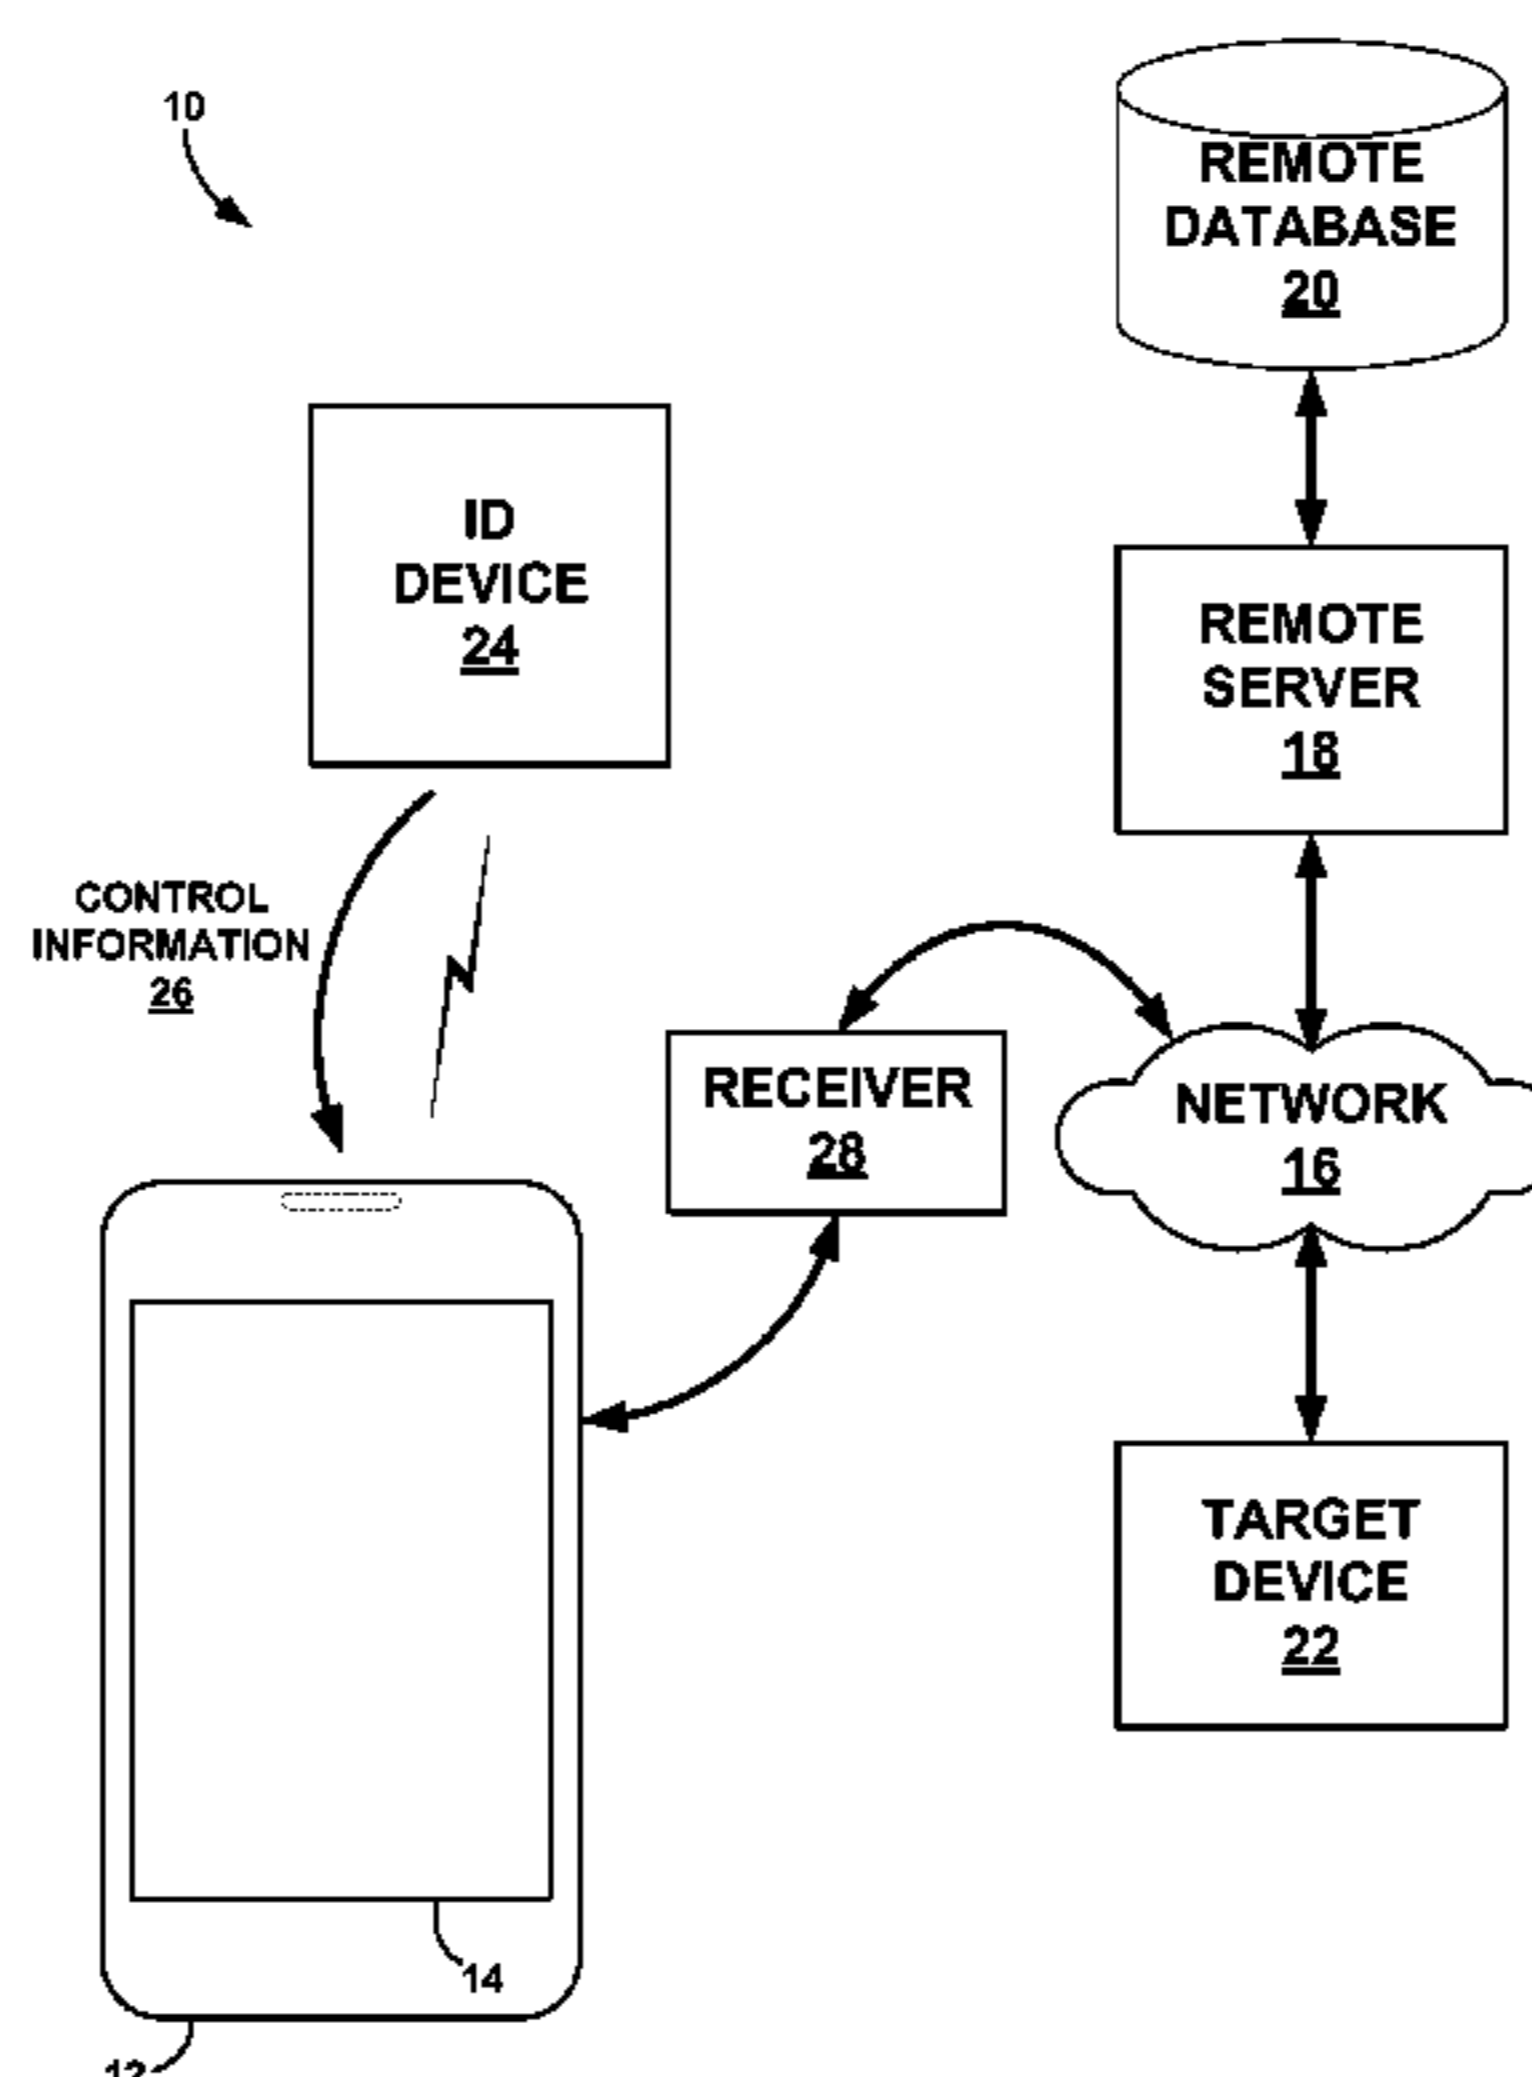 10
REMOTE
DATABASE
20
ID
DEVICE
24
REMOTE
SERVER
18
CONTROL
INFORMATION
26
RECEIVER
28
NETWORK
16
TARGET
DEVICE
22
14
12